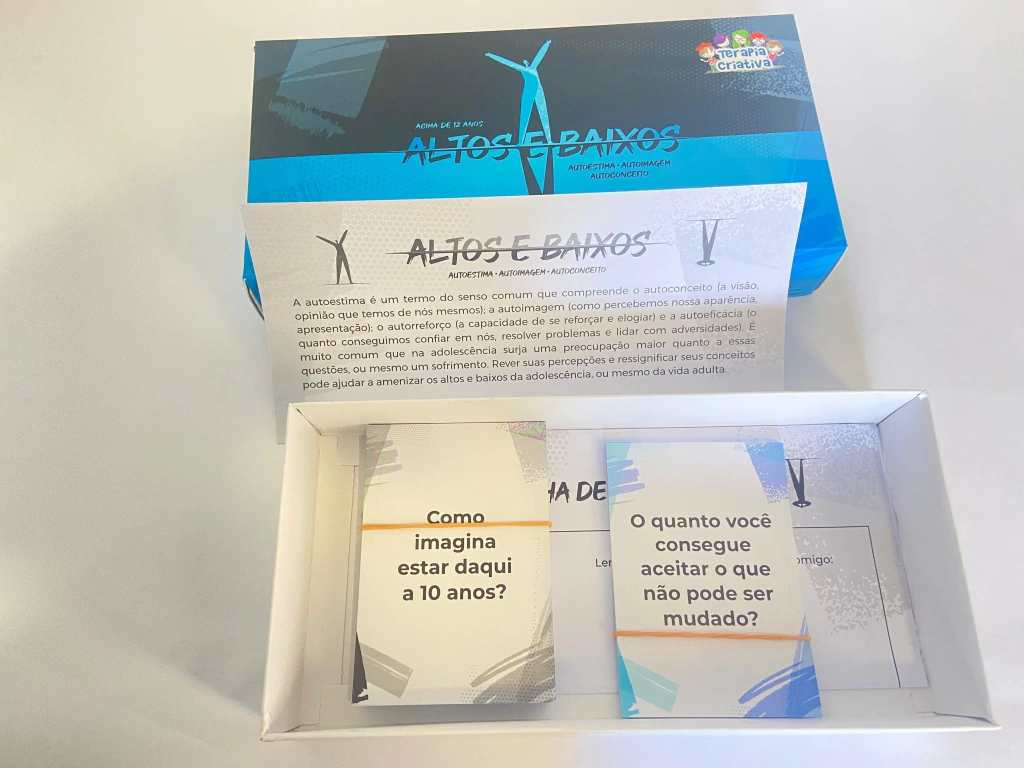 TERAPIA
CRIATIVA
ACIMA DE 12 ANOS
ALTOS E BAIXOS
AUTOESTIMA • AUTOIMAGEM
AUTOCONCEITO
ALTOS E BAIXOS
AUTOESTIMA • AUTOIMAGEM • AUTOCONCEITO
A autoestima é um termo do senso comum que compreende o autoconceito (a visão,
opinião que temos de nós mesmos); a autoimagem (como percebemos nossa aparência,
apresentação); o autorreforço (a capacidade de se reforçar e elogiar) e a autoeficácia (o
quanto conseguimos confiar em nós, resolver problemas e lidar com adversidades). É
muito comum que na adolescência surja uma preocupação maior quanto a essas
questões, ou mesmo um sofrimento. Rever suas percepções e ressignificar seus conceitos
pode ajudar a amenizar os altos e baixos da adolescência, ou mesmo da vida adulta.
DE
Como
imagina
estar daqui
a 10 anos?
O quanto você
consegue
aceitar o que
não pode ser
mudado?